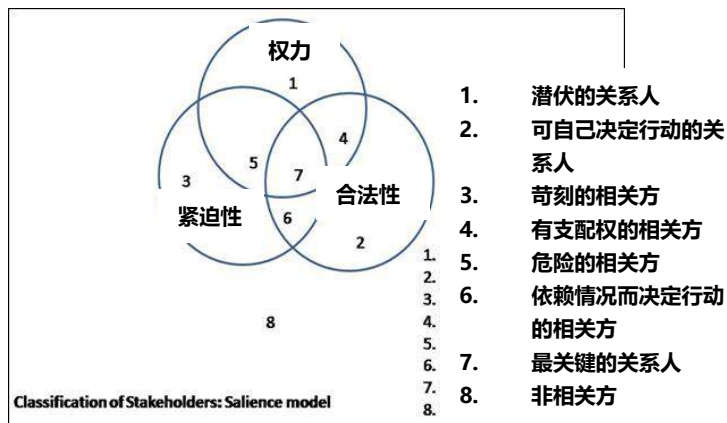 权力
1
4
5
7
3
合法性
紧迫性
6
2
8
1.
2.
3.
4.
5.
6.
7.
8.
Classification of Stakeholders: Salience model
1. 潜伏的关系人
2. 可自己决定行动的关
系人
3. 苛刻的相关方
4. 有支配权的相关方
5. 危险的相关方
6. 依赖情况而决定行动
的相关方
7. 最关键的关系人
8. 非相关方